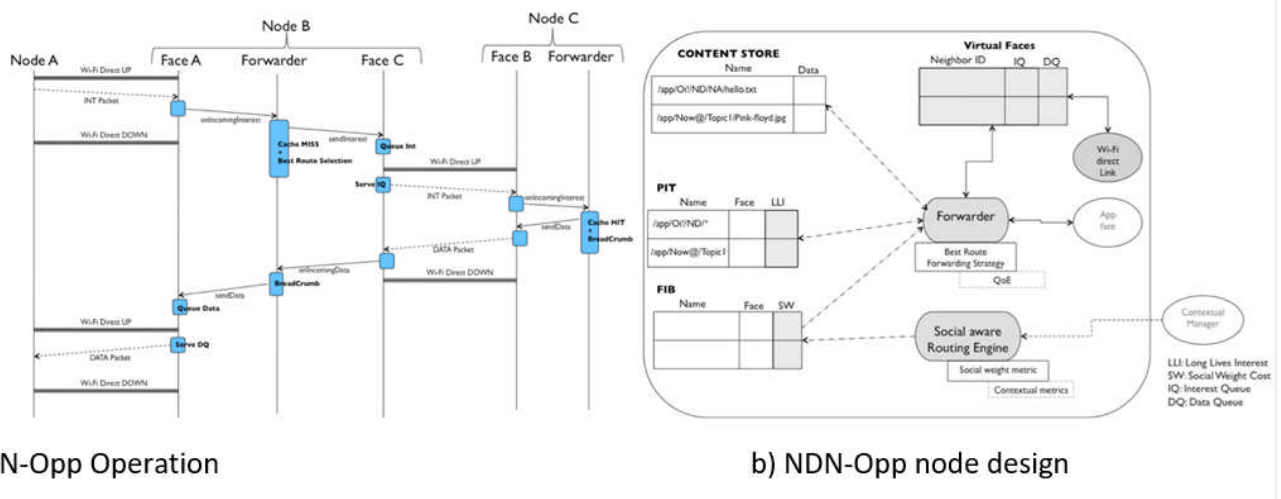 Node B
Node C
Node A
Face A
Forwarder
Face C
Face B
Forwarder
Wi-Fi Direct UP
INT Packet
onIncomingInterest
Wi-Fi Direct DOWN
Cache MISS
+
Best Route Selection
sendInterest
Queue Int
Wi-Fi Direct UP
Serve IQ
INT Packet
onIncomingInterest
Cache HIT
+
BreadCrumb
sendData
DATA Packet
onIncomingData
Wi-Fi Direct DOWN
BreadCrumb
sendData
Queue Data
Wi-Fi Direct UP
Serve DQ
DATA Packet
Wi-Fi Direct DOWN
N-Opp Operation
CONTENT STORE
Name
Data
/app/Oi!/ND/NA/hello.txt
/app/Now@/Topic1/Pink-floyd.jpg
Virtual Faces
Neighbor ID
IQ
DQ
Wi-Fi
direct
Link
PIT
Name
Face
LLI
/app/Oi!/ND/*
/app/Now@/Topic1
Forwarder
App
face
Best Route
Forwarding Strategy
QoE
FIB
Name
Face
SW
Social aware
Routing Engine
Social weight metric
Contextual metrics
Contextual
Manager
LLI: Long Lives Interest
SW: Social Weight Cost
IQ: Interest Queue
DQ: Data Queue
b) NDN-Opp node design